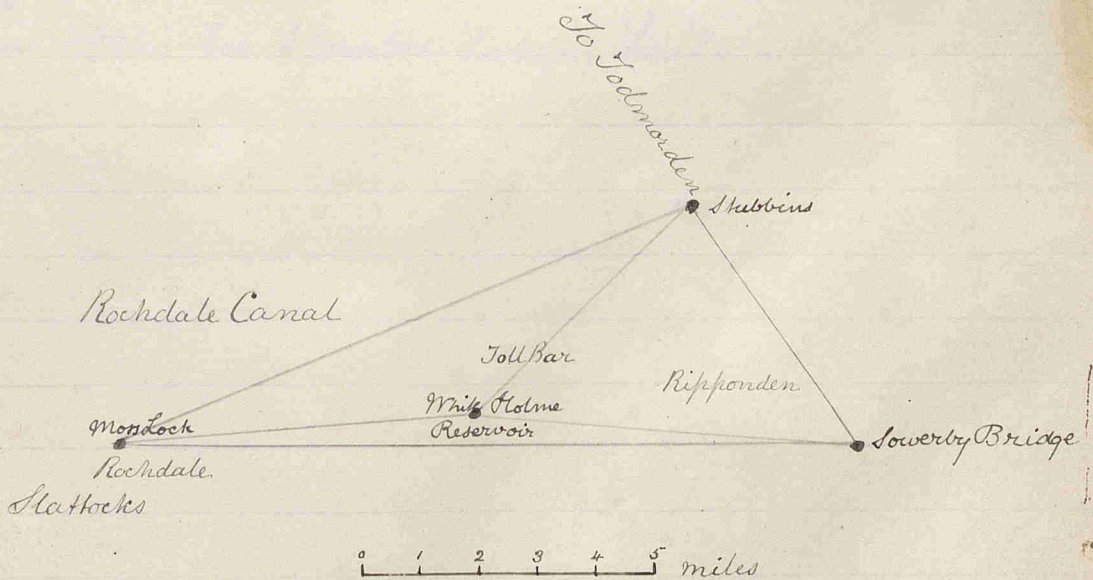 To Todmorden
Stubbins
Rochdale Canal
Toll Bar
Ripponden
White Holme
Reservoir
Moss Lock
Sowerby Bridge
Rochdale
Slattocks
0 1 2 3 4 5 miles